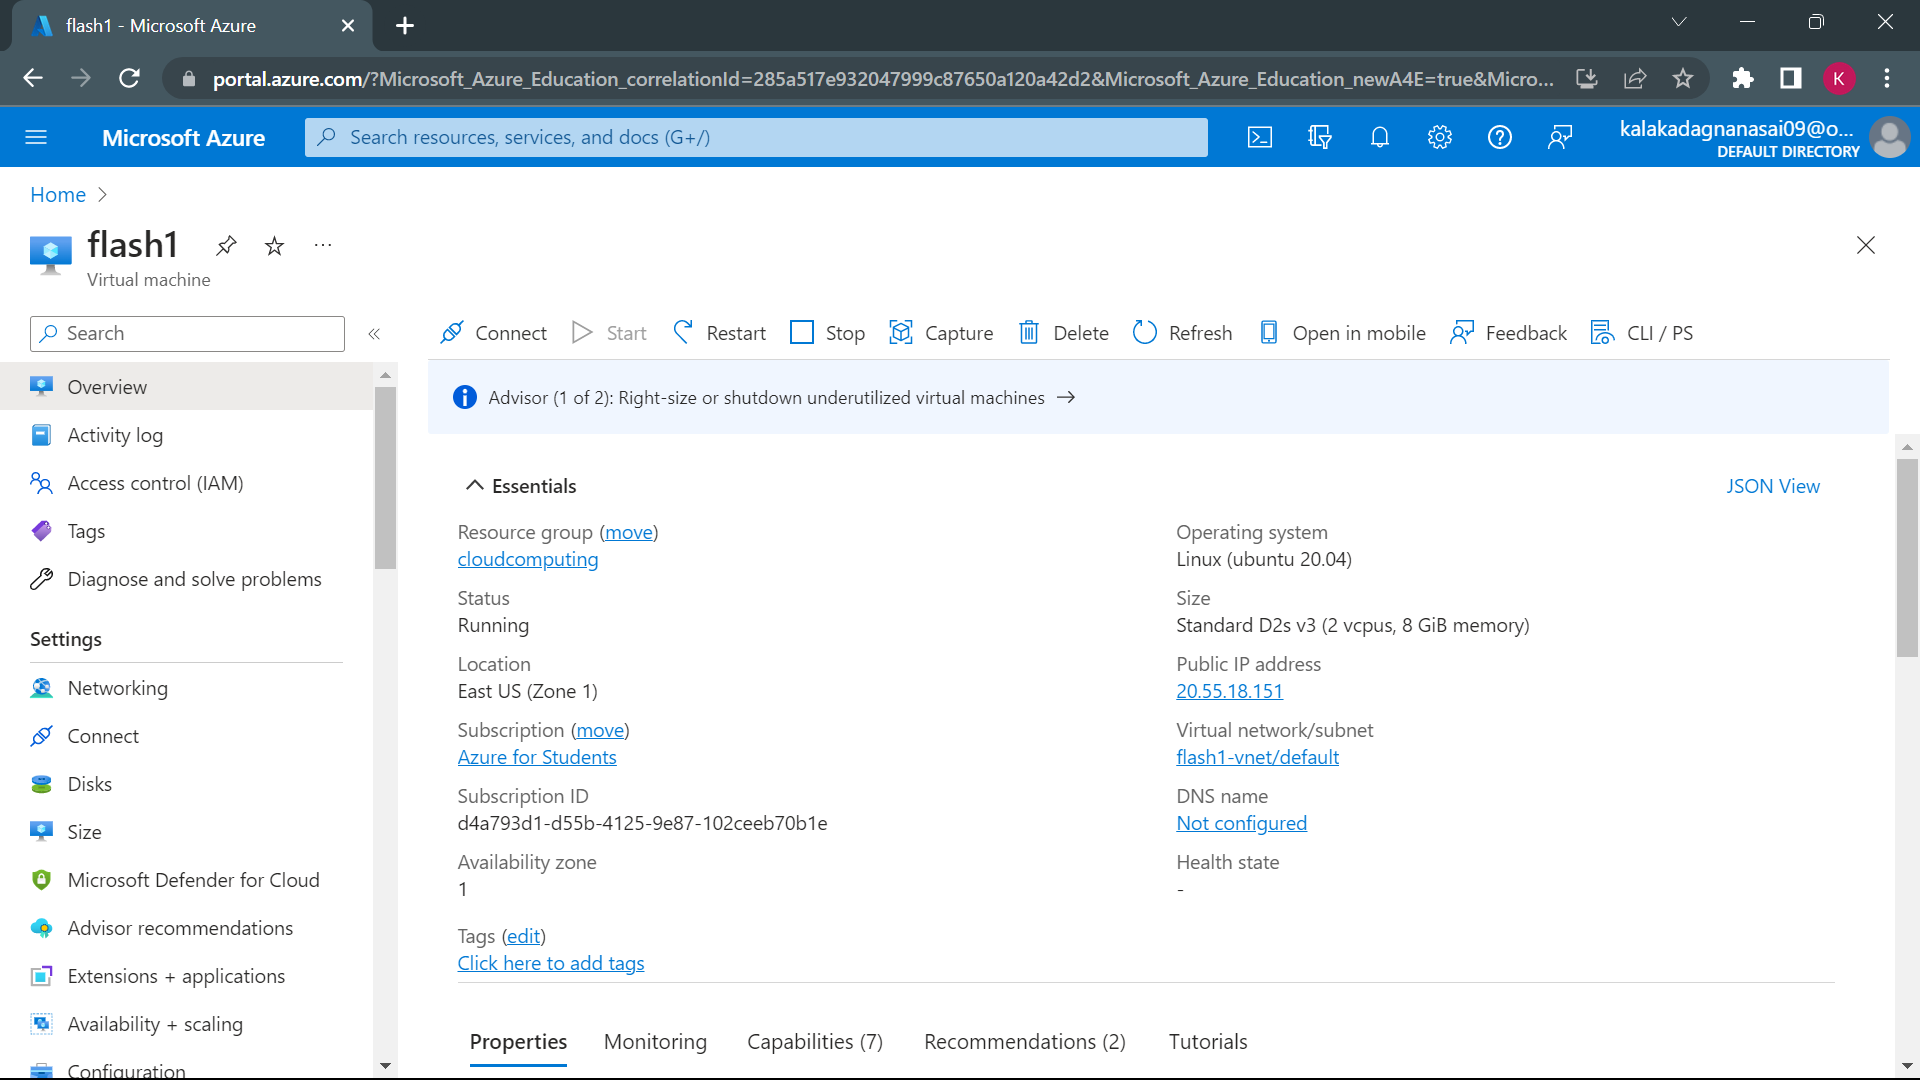 flash1 - Microsoft Azure
portal.azure.com/?Microsoft_Azure_Education_correlationId=285a517e932047999c87650a120a42d2&Microsoft_Azure_Education_newA4E=true&Micro...
K
Microsoft Azure
Search resources, services, and docs (G+/)
kalakadagnanasai09@o...
DEFAULT DIRECTORY
Home
flash1
Virtual machine
Search
Connect
Start
Restart
Stop
Capture
Delete
Refresh
Open in mobile
Feedback
CLI / PS
Overview
Activity log
Access control (IAM)
Tags
Diagnose and solve problems
Settings
Networking
Connect
Disks
Size
Microsoft Defender for Cloud
Advisor recommendations
Extensions + applications
Availability + scaling
Configuration
Advisor (1 of 2): Right-size or shutdown underutilized virtual machines →
Essentials
JSON View
Resource group (move)
cloudcomputing
Status
Running
Location
East US (Zone 1)
Subscription (move)
Azure for Students
Subscription ID
d4a793d1-d55b-4125-9e87-102ceeb70b1e
Availability zone
1
Operating system
Linux (ubuntu 20.04)
Size
Standard D2s v3 (2 vcpus, 8 GiB memory)
Public IP address
20.55.18.151
Virtual network/subnet
flash1-vnet/default
DNS name
Not configured
Health state
-
Tags (edit)
Click here to add tags
Properties
Monitoring
Capabilities (7)
Recommendations (2)
Tutorials